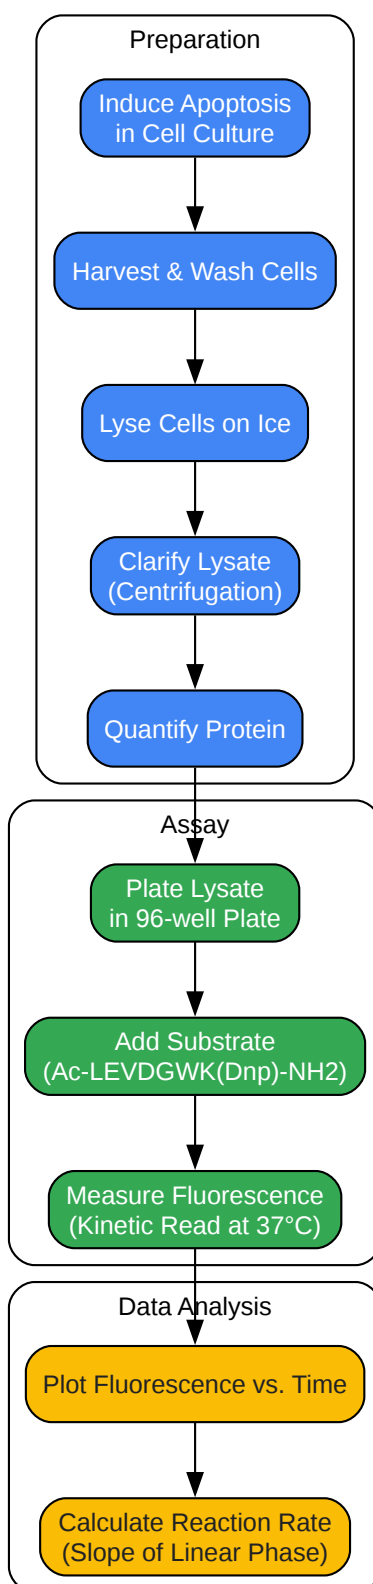 Preparation
Induce Apoptosis
in Cell Culture
Harvest & Wash Cells
Lyse Cells on Ice
Clarify Lysate
(Centrifugation)
Quantify Protein
Assay
Plate Lysate
in 96-well Plate
Add Substrate
(Ac-LEVDGWK(Dnp)-NH2)
Measure Fluorescence
(Kinetic Read at 37°C)
Data Analysis
Plot Fluorescence vs. Time
Calculate Reaction Rate
(Slope of Linear Phase)